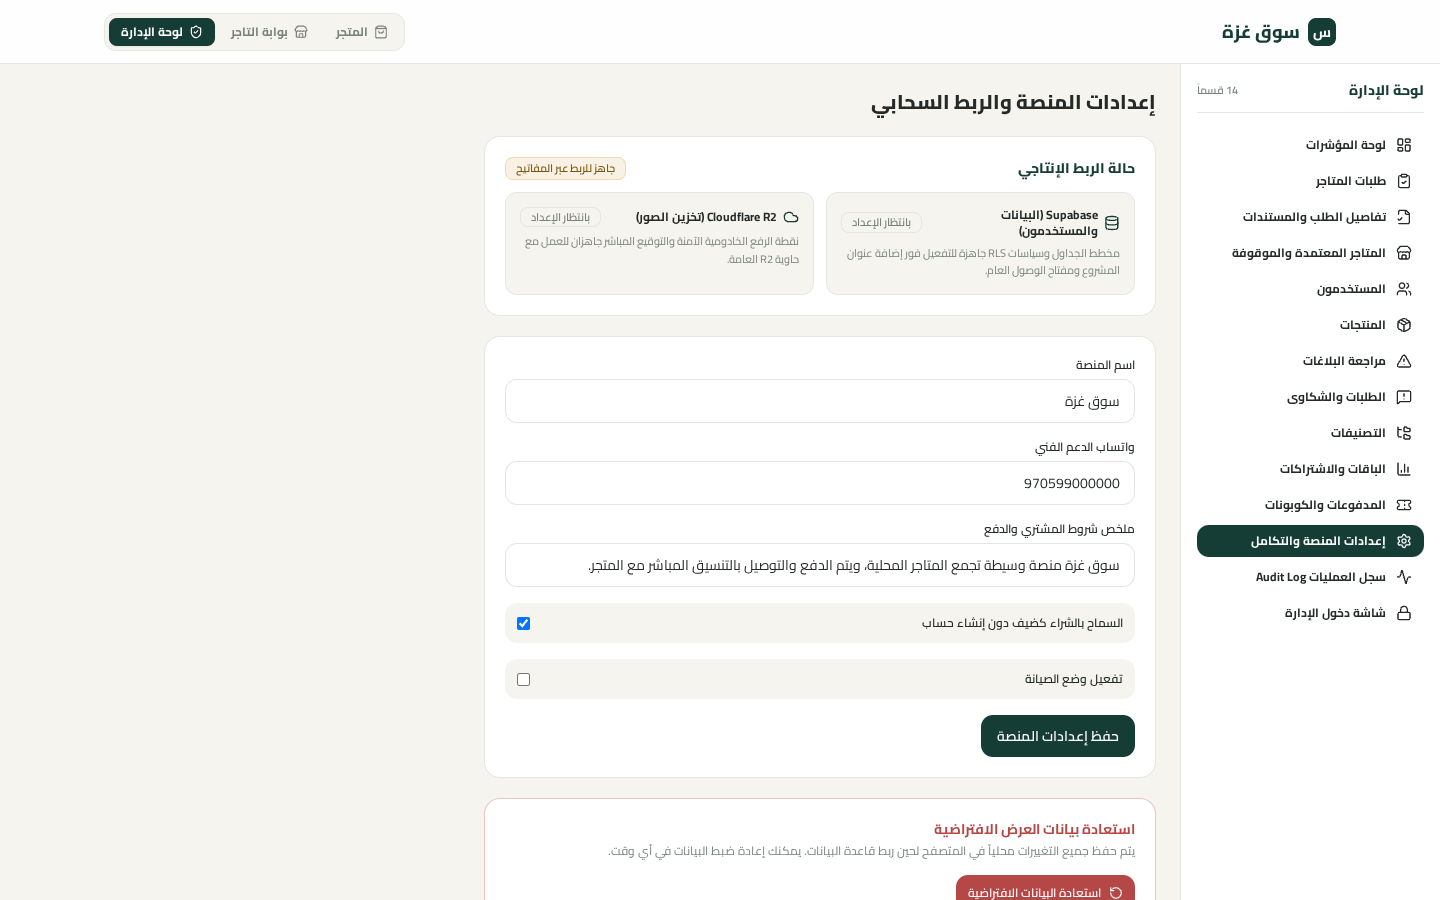 س سوق غزة
المتجر
بوابة التاجر
لوحة الإدارة
لوحة الإدارة
14 قسماً
لوحة المؤشرات
طلبات المتاجر
تفاصيل الطلب والمستندات
المتاجر المعتمدة والموقوفة
المستخدمون
المنتجات
مراجعة البلاغات
الطلبات والشكاوى
التصنيفات
الباقات والاشتراكات
المدفوعات والكوبونات
إعدادات المنصة والتكامل
سجل العمليات Audit Log
شاشة دخول الإدارة
إعدادات المنصة والربط السحابي
حالة الربط الإنتاجي
جاهز للربط عبر المفاتيح
Supabase (البيانات
والمستخدمون)
بانتظار الإعداد
مخطط الجداول وسياسات RLS جاهزة للتفعيل فور إضافة عنوان
المشروع ومفتاح الوصول العام.
Cloudflare R2 (تخزين الصور)
بانتظار الإعداد
نقطة الرفع الخادومية الآمنة والتوقيع المباشر جاهزان للعمل مع
حاوية R2 العامة.
اسم المنصة
سوق غزة
واتساب الدعم الفني
970599000000
ملخص شروط المشتري والدفع
سوق غزة منصة وسيطة تجمع المتاجر المحلية، ويتم الدفع والتوصيل بالتنسيق المباشر مع المتجر.
السماح بالشراء كضيف دون إنشاء حساب
تفعيل وضع الصيانة
حفظ إعدادات المنصة
استعادة بيانات العرض الافتراضية
يتم حفظ جميع التغييرات محلياً في المتصفح لحين ربط قاعدة البيانات. يمكنك إعادة ضبط البيانات في أي وقت.
استعادة البيانات الافتراضية